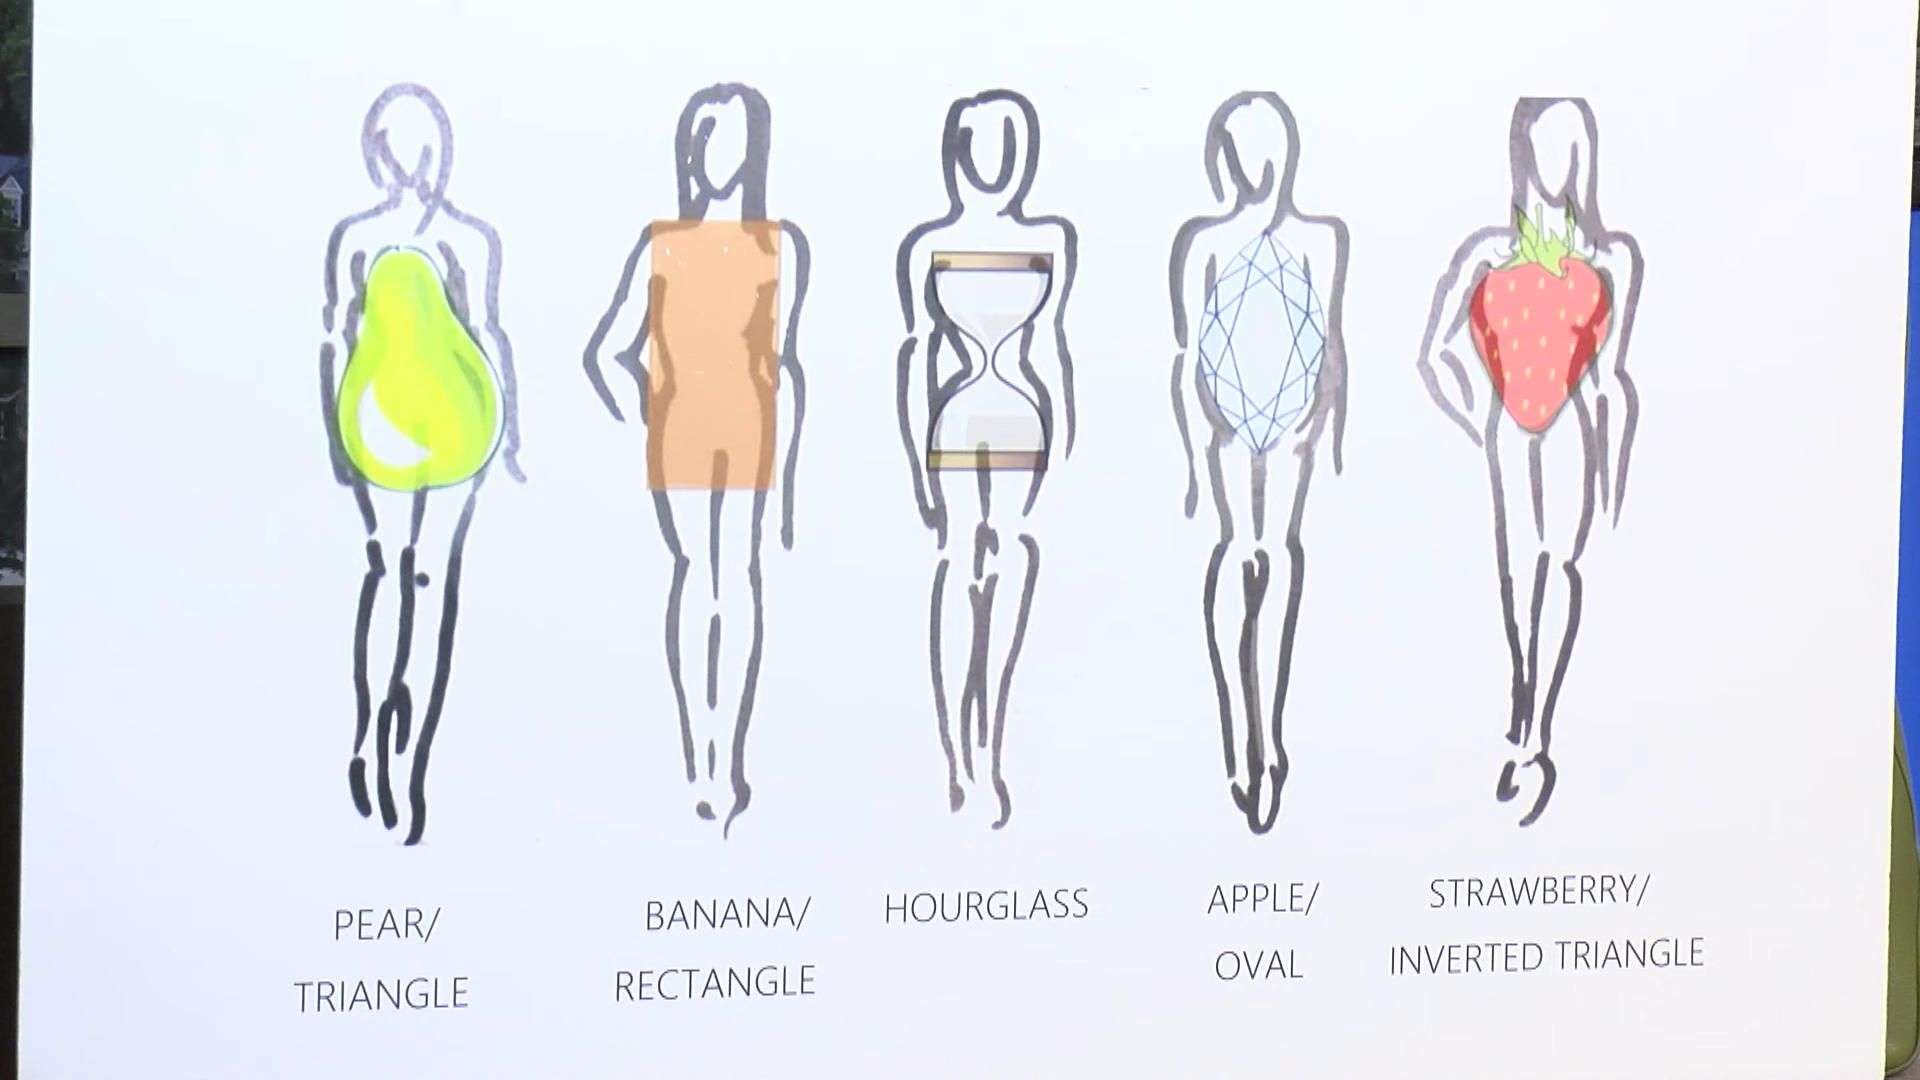 PEAR/
TRIANGLE
BANANA/
RECTANGLE
HOURGLASS
APPLE/
OVAL
STRAWBERRY/
INVERTED TRIANGLE